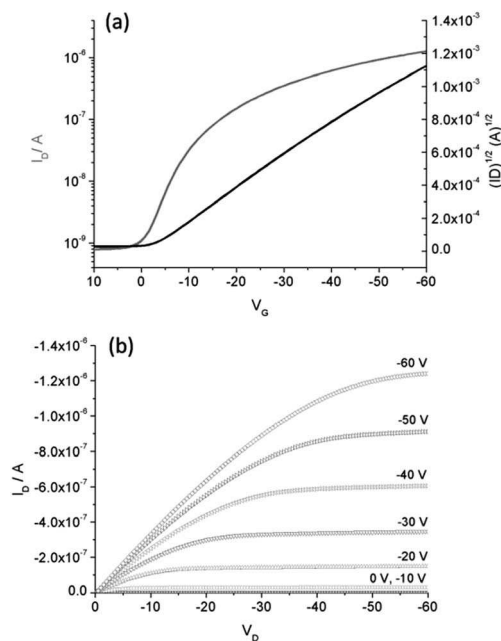 (a)
I_D / A
10⁻⁶
10⁻⁷
10⁻⁸
10⁻⁹
1.4x10⁻³
1.2x10⁻³
1.0x10⁻³
8.0x10⁻⁴
6.0x10⁻⁴
4.0x10⁻⁴
2.0x10⁻⁴
0.0
(ID)^1/2 (A)^1/2
10 0 -10 -20 -30 -40 -50 -60
V_G
(b)
I_D / A
-1.4x10⁻⁶
-1.2x10⁻⁶
-1.0x10⁻⁶
-8.0x10⁻⁷
-6.0x10⁻⁷
-4.0x10⁻⁷
-2.0x10⁻⁷
0.0
-60 V
-50 V
-40 V
-30 V
-20 V
0 V, -10 V
0 -10 -20 -30 -40 -50 -60
V_D